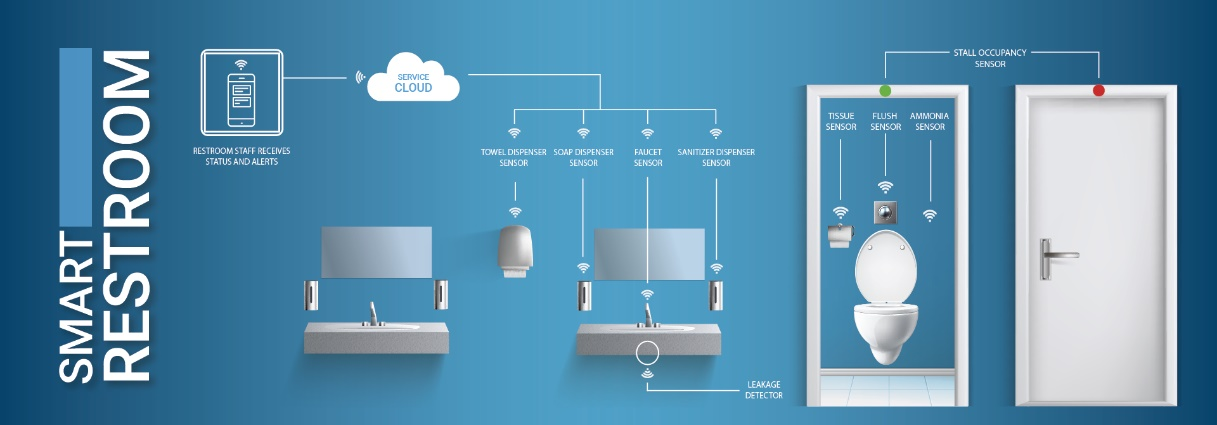 SMART
RESTROOM
RESTROOM STAFF RECEIVES
STATUS AND ALERTS
SERVICE
CLOUD
TOWEL DISPENSER
SENSOR
SOAP DISPENSER
SENSOR
FAUCET
SENSOR
SANITIZER DISPENSER
SENSOR
LEAKAGE
DETECTOR
STALL OCCUPANCY
SENSOR
TISSUE
SENSOR
FLUSH
SENSOR
AMMONIA
SENSOR